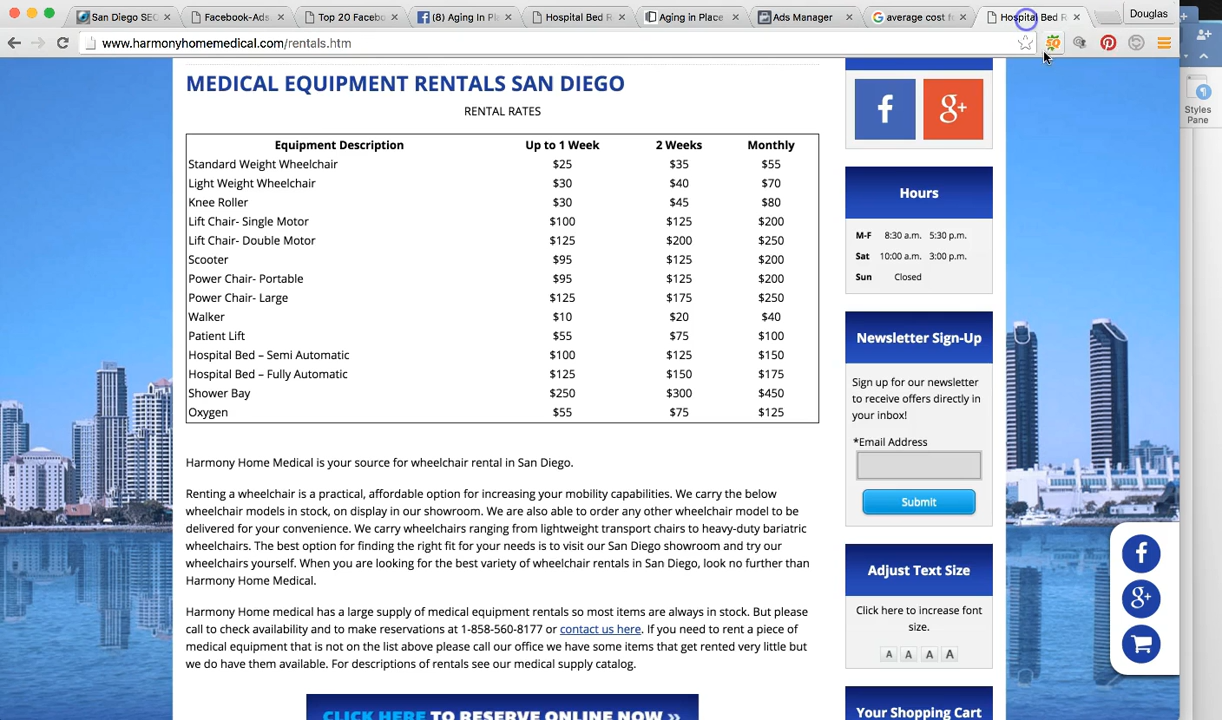 San Diego SEC
Facebook-Ads
Top 20 Facebo
(8) Aging In Pl
Hospital Bed R
Aging in Place
Ads Manager
average cost f
Hospital Bed R
Douglas
www.harmonyhomemedical.com/rentals.htm
Styles
Pane
MEDICAL EQUIPMENT RENTALS SAN DIEGO
RENTAL RATES
Equipment Description Up to 1 Week 2 Weeks Monthly
Standard Weight Wheelchair $25 $35 $55
Light Weight Wheelchair $30 $40 $70
Knee Roller $30 $45 $80
Lift Chair- Single Motor $100 $125 $200
Lift Chair- Double Motor $125 $200 $250
Scooter $95 $125 $200
Power Chair- Portable $95 $125 $200
Power Chair- Large $125 $175 $250
Walker $10 $20 $40
Patient Lift $55 $75 $100
Hospital Bed – Semi Automatic $100 $125 $150
Hospital Bed – Fully Automatic $125 $150 $175
Shower Bay $250 $300 $450
Oxygen $55 $75 $125
Harmony Home Medical is your source for wheelchair rental in San Diego.
Renting a wheelchair is a practical, affordable option for increasing your mobility capabilities. We carry the below
wheelchair models in stock, on display in our showroom. We are also able to order any other wheelchair model to be
delivered for your convenience. We carry wheelchairs ranging from lightweight transport chairs to heavy-duty bariatric
wheelchairs. The best option for finding the right fit for your needs is to visit our San Diego showroom and try our
wheelchairs yourself. When you are looking for the best variety of wheelchair rentals in San Diego, look no further than
Harmony Home Medical.
Harmony Home medical has a large supply of medical equipment rentals so most items are always in stock. But please
call to check availability and to make reservations at 1-858-560-8177 or contact us here. If you need to rent a piece of
medical equipment that is not on the list above please call our office we have some items that get rented very little but
we do have them available. For descriptions of rentals see our medical supply catalog.
CLICK HERE TO RESERVE ONLINE NOW »
f g+
Hours
M-F 8:30 a.m. 5:30 p.m.
Sat 10:00 a.m. 3:00 p.m.
Sun Closed
Newsletter Sign-Up
Sign up for our newsletter
to receive offers directly in
your inbox!
*Email Address
Submit
Adjust Text Size
Click here to increase font
size.
A A A A
Your Shopping Cart
f
g+